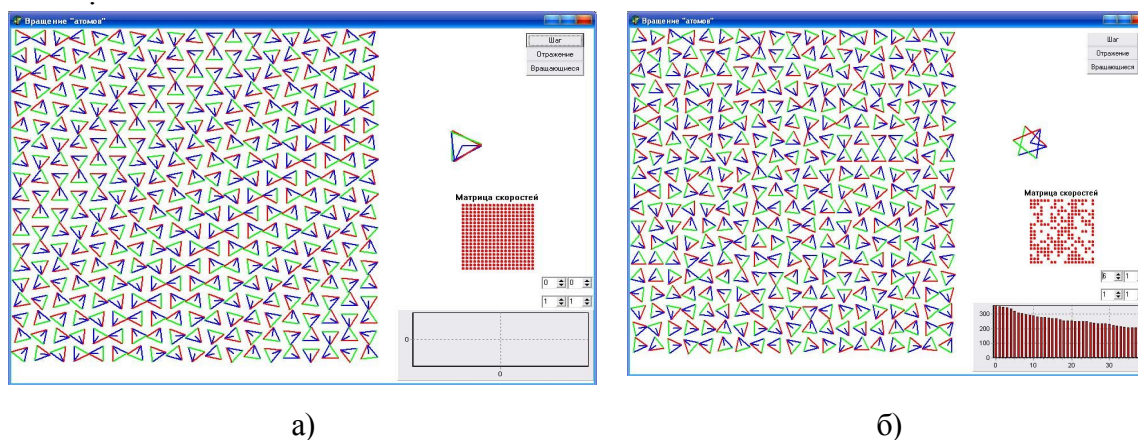 Вращение "атомов"
Шаг
Отражение
Вращающиеся
Матрица скоростей
0 0
1 1
0
0
а)
Вращение "атомов"
Шаг
Отражение
Вращающиеся
Матрица скоростей
6 1
1 1
300
200
100
0
0 10 20 30
б)